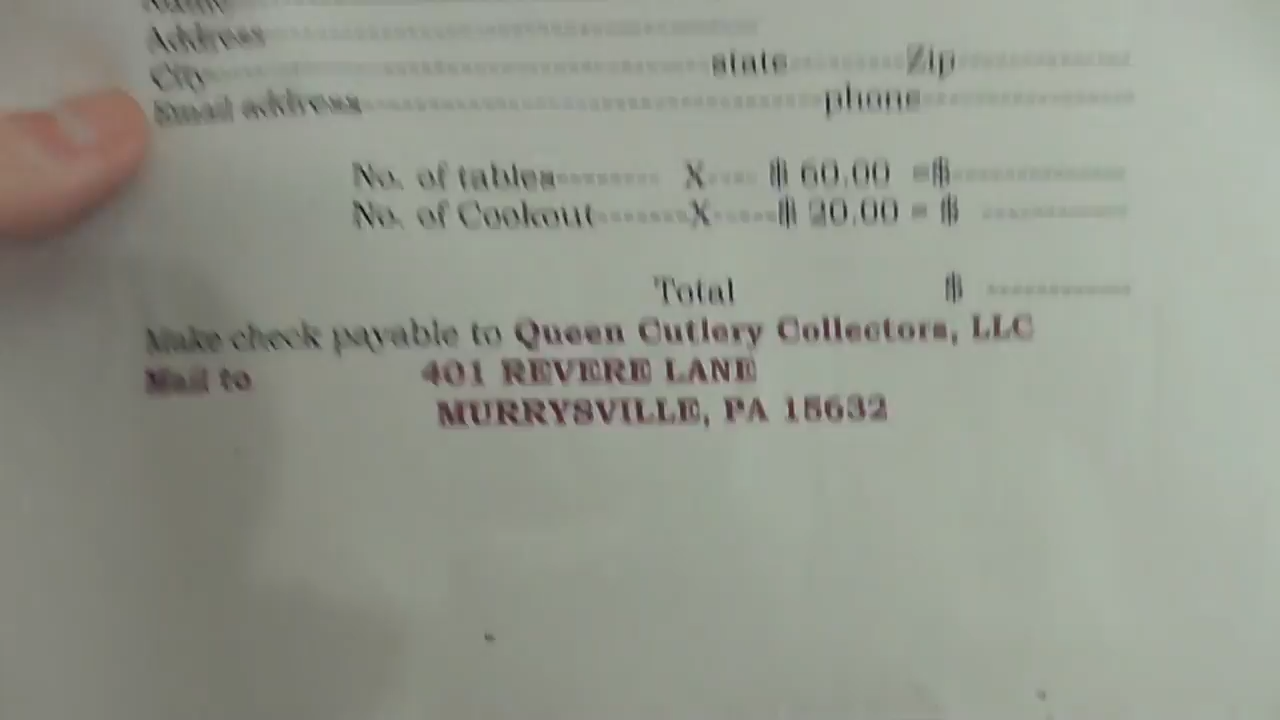 Name
Address
City state Zip
Email address phone
No. of tables X $ 60.00 =$
No. of Cookout X $ 20.00 = $
Total $
Make check payable to Queen Cutlery Collectors, LLC
Mail to 401 REVERE LANE
MURRYSVILLE, PA 15632